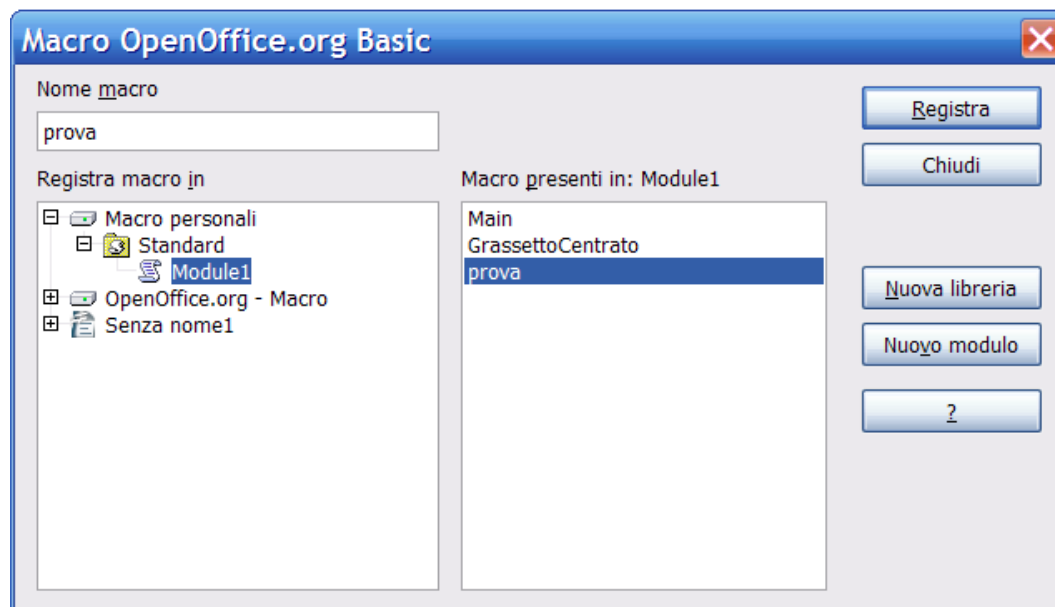 Macro OpenOffice.org Basic
Nome macro
prova
Registra macro in
Macro personali
Standard
Module1
OpenOffice.org - Macro
Senza nome1
Macro presenti in: Module1
Main
GrassettoCentrato
prova
Registra
Chiudi
Nuova libreria
Nuovo modulo
?